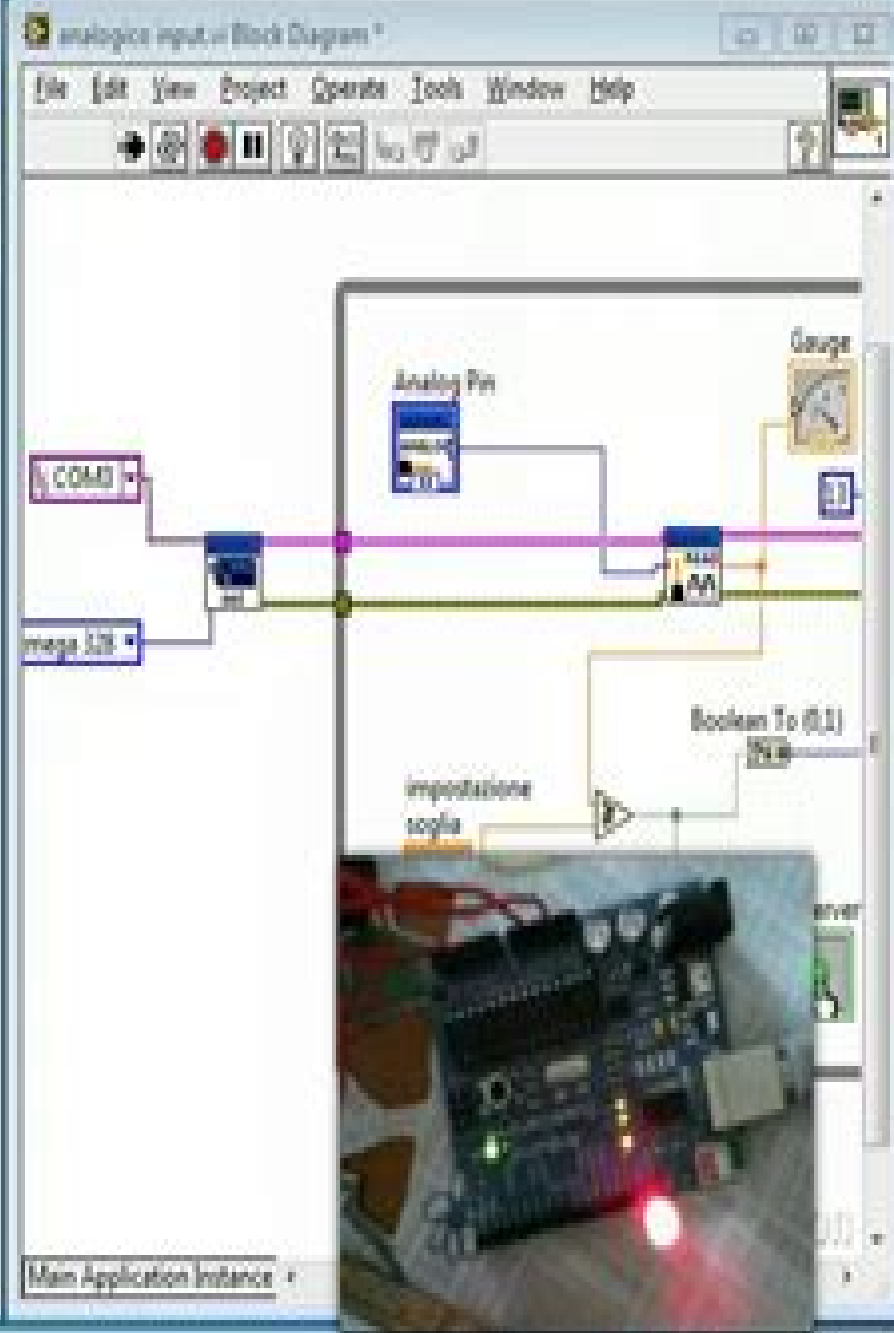 analogico input.vi Block Diagram *
File Edit View Project Operate Tools Window Help
Gauge
Analog Pin
COM3
13
mega 328
Boolean To (0,1)
impostazione
soglia
Main Application Instance